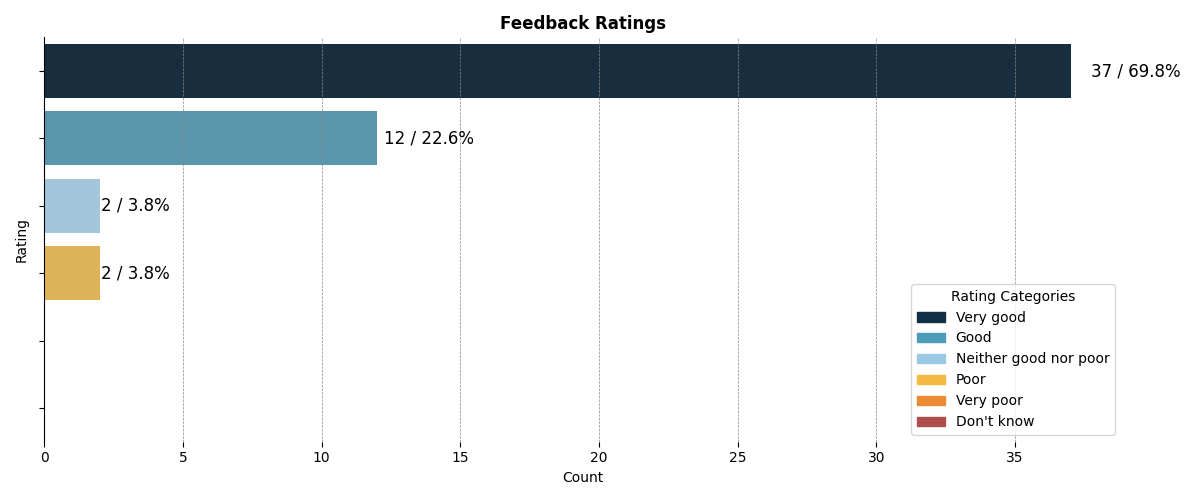 Feedback Ratings
37 / 69.8%
12 / 22.6%
2 / 3.8%
2 / 3.8%
Rating
Rating Categories
Very good
Good
Neither good nor poor
Poor
Very poor
Don't know
0 5 10 15 20 25 30 35
Count